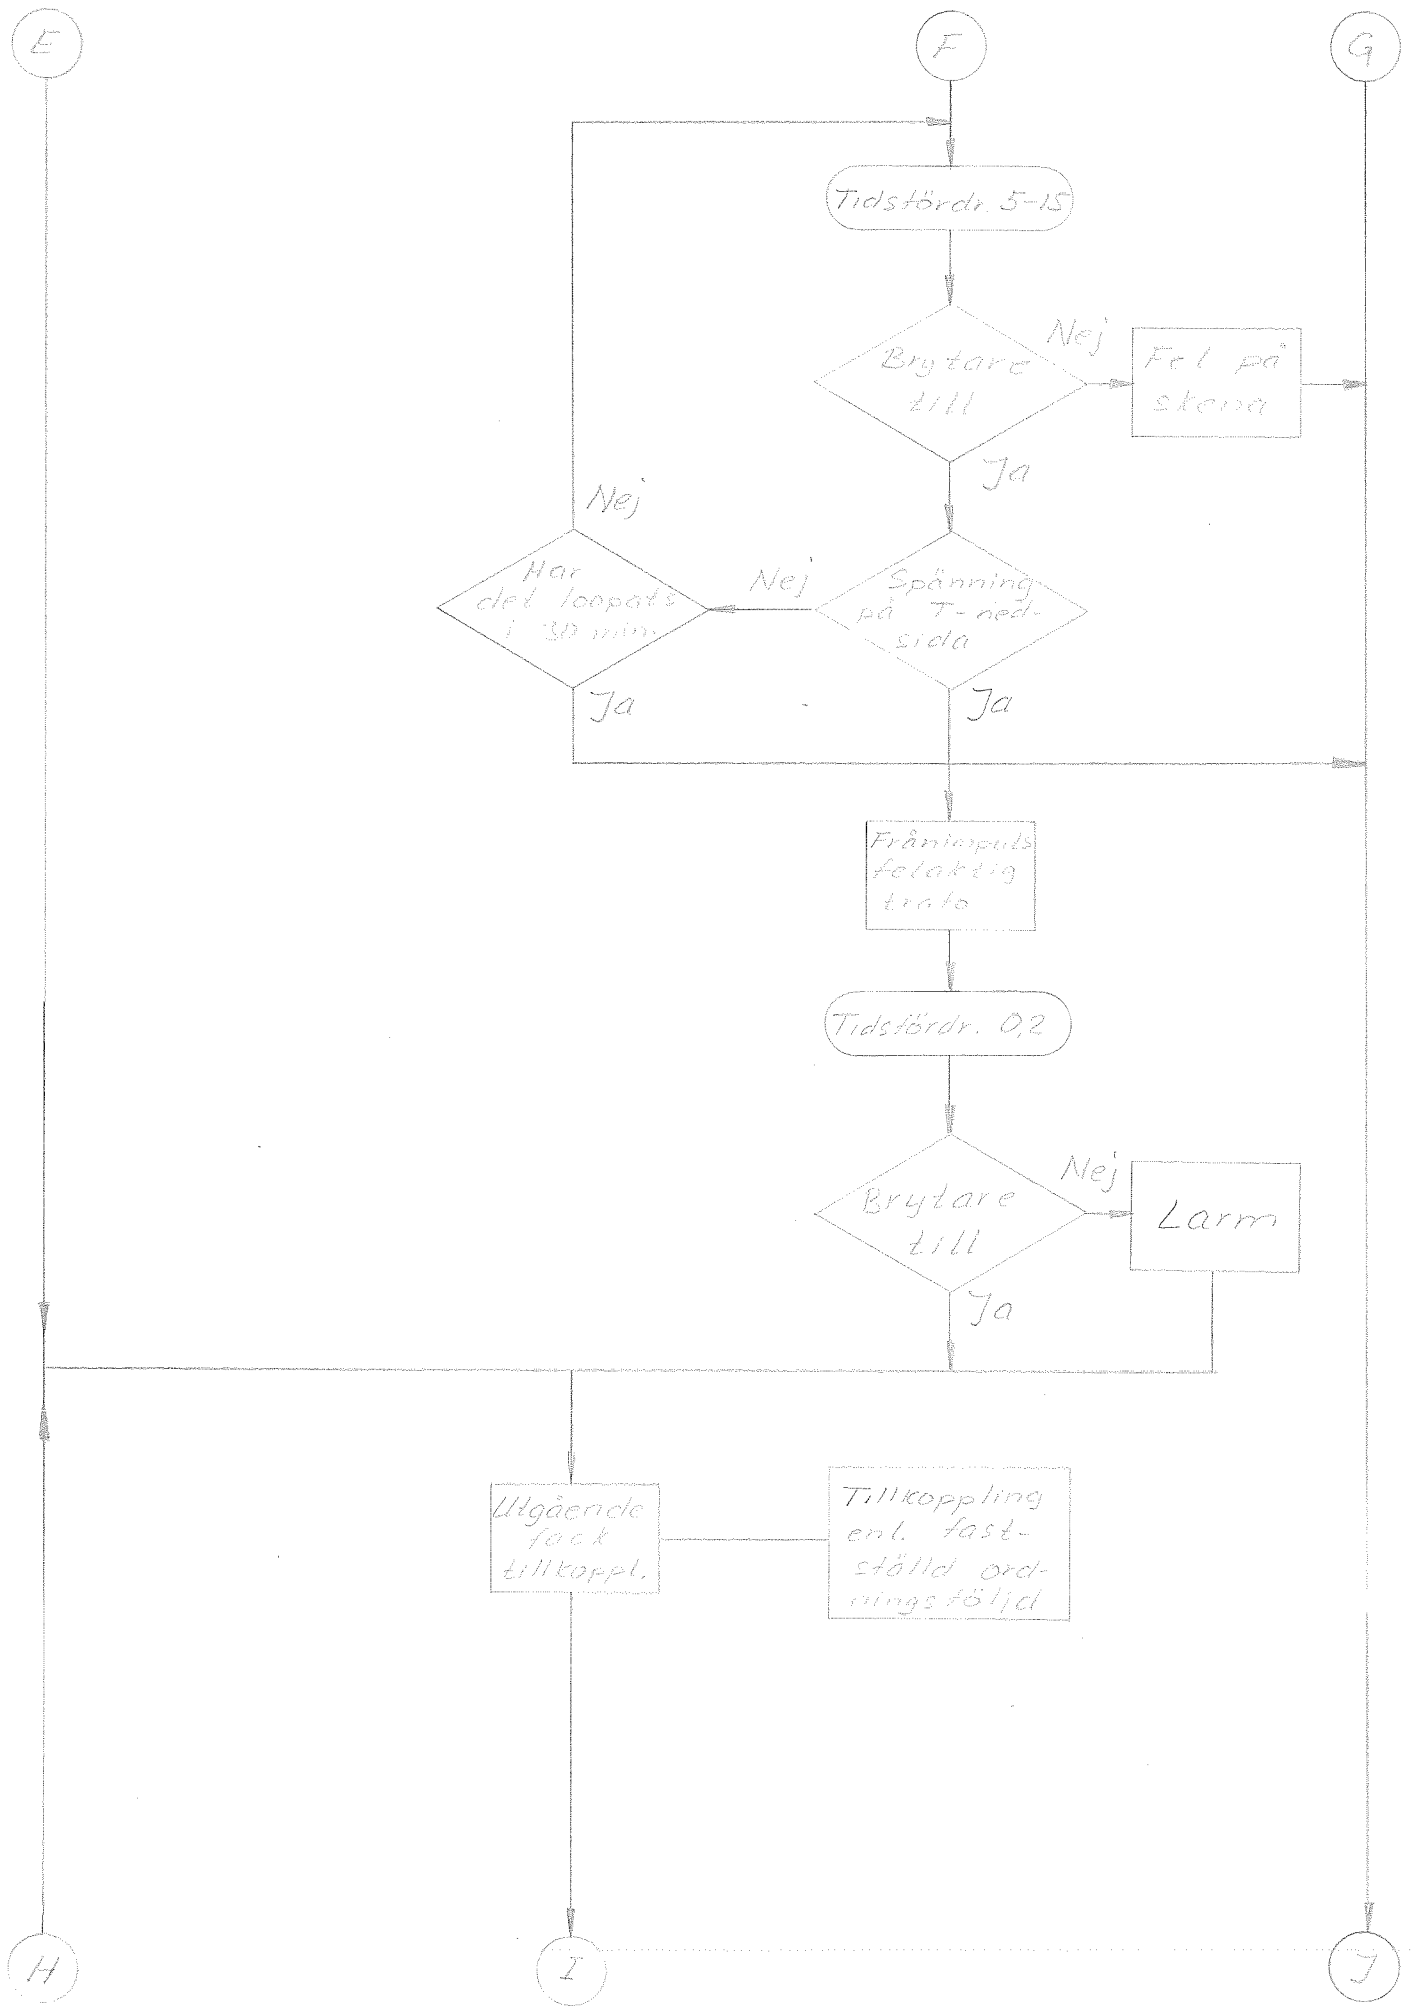 E
F
G
Tidsfördr. 5-15
Brytare
till
Nej
Fel på
skena
Ja
Nej
Har
det loopats
i 30 min.
Nej
Spänning
på T-ned-
sida
Ja
Ja
Frånimpuls
felaktig
trafo
Tidsfördr. 0,2
Brytare
till
Nej
Larm
Ja
Utgående
fack
tillkoppl.
Tillkoppling
enl. fast-
ställd ord-
ningsföljd
H
I
J